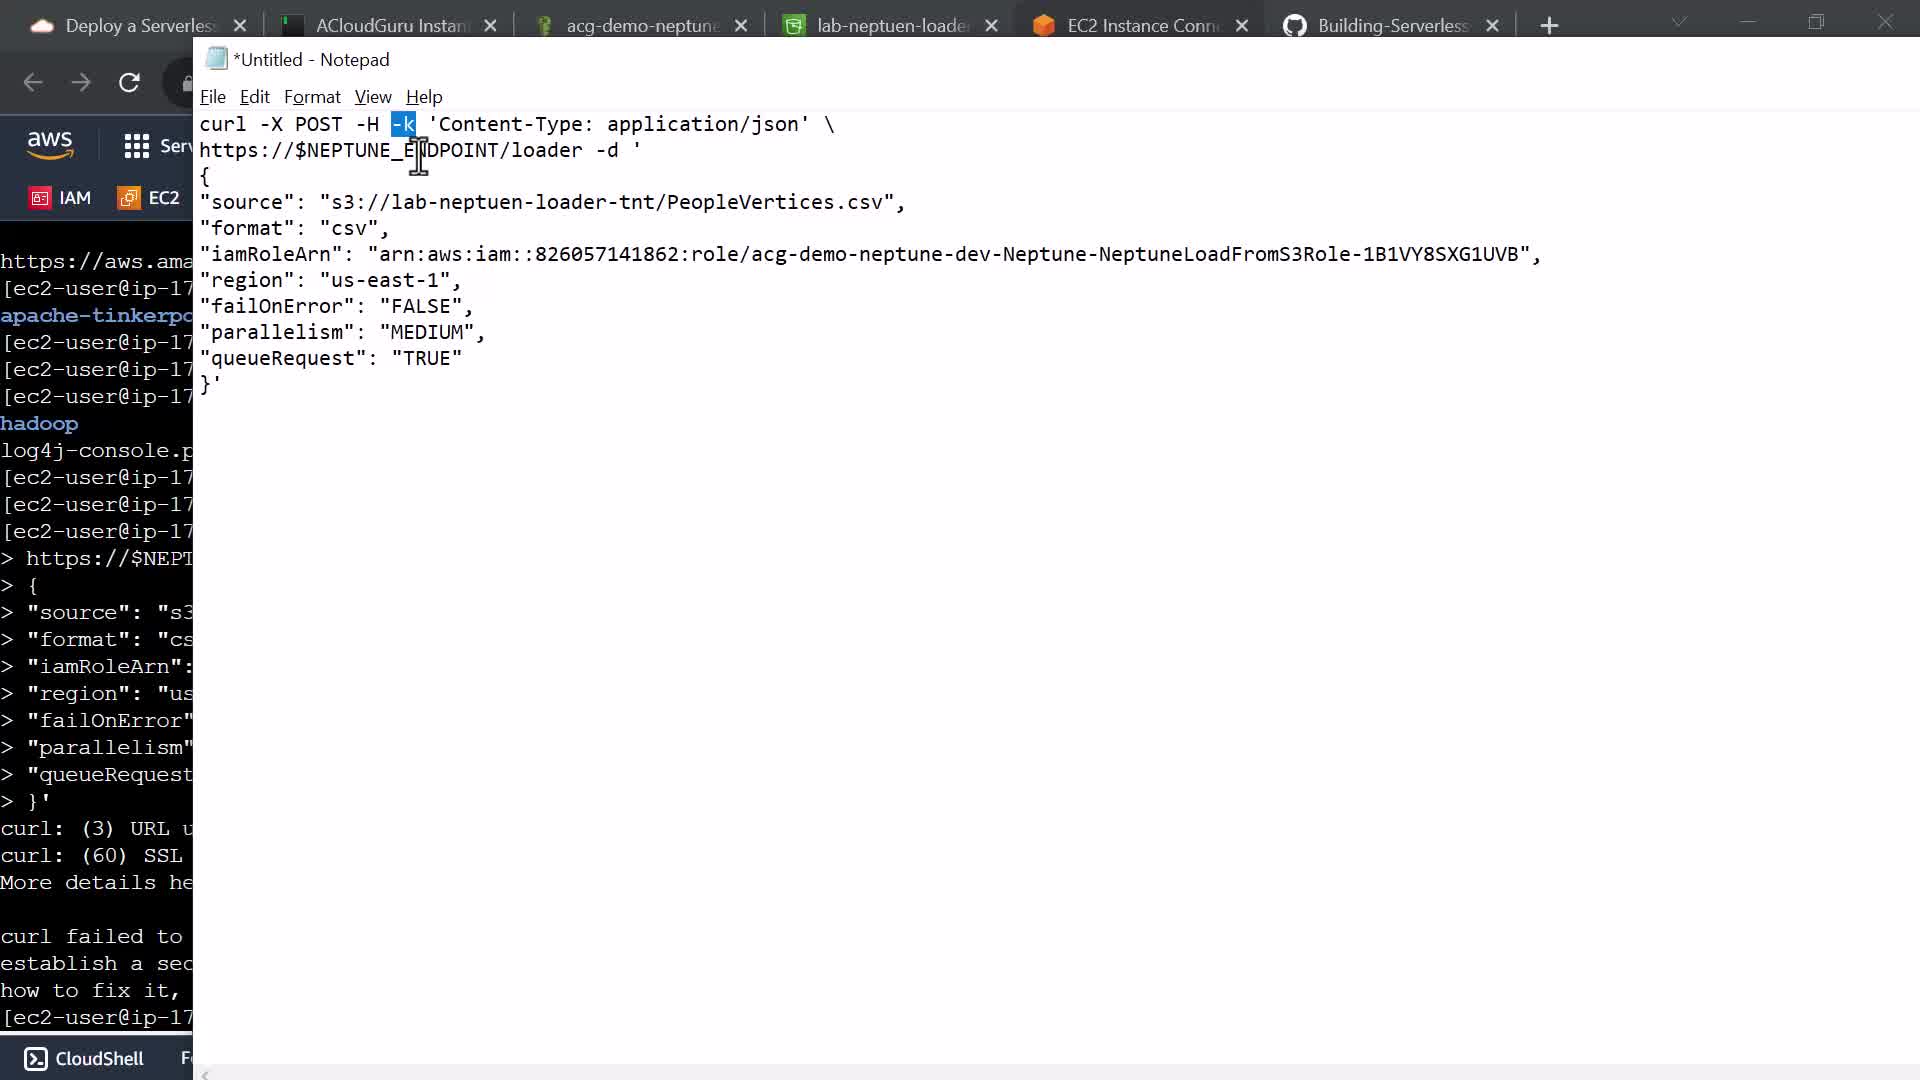 Deploy a Serverless
ACloudGuru Instan
acg-demo-neptune
lab-neptuen-loade
EC2 Instance Conn
Building-Serverless
*Untitled - Notepad
File Edit Format View Help
curl -X POST -H -k 'Content-Type: application/json' \
https://$NEPTUNE_ENDPOINT/loader -d '
{
"source": "s3://lab-neptuen-loader-tnt/PeopleVertices.csv",
"format": "csv",
"iamRoleArn": "arn:aws:iam::826057141862:role/acg-demo-neptune-dev-Neptune-NeptuneLoadFromS3Role-1B1VY8SXG1UVB",
"region": "us-east-1",
"failOnError": "FALSE",
"parallelism": "MEDIUM",
"queueRequest": "TRUE"
}'
aws
Serv
IAM
EC2
https://aws.ama
[ec2-user@ip-17
apache-tinkerpo
[ec2-user@ip-17
[ec2-user@ip-17
[ec2-user@ip-17
hadoop
log4j-console.p
[ec2-user@ip-17
[ec2-user@ip-17
[ec2-user@ip-17
> https://$NEPT
> {
> "source": "s3
> "format": "cs
> "iamRoleArn":
> "region": "us
> "failOnError"
> "parallelism"
> "queueRequest
> }'
curl: (3) URL u
curl: (60) SSL
More details he
curl failed to
establish a sec
how to fix it,
[ec2-user@ip-17
CloudShell
Fe